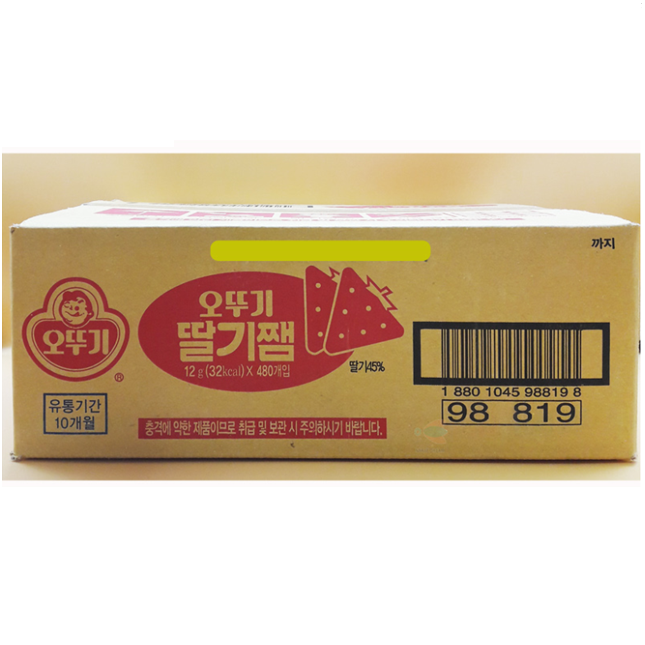 까지
오뚜기
딸기쨈
12g(32kcal)X 480개입
딸기45%
오뚜기
®
유통기간
10개월
충격에 약한 제품이므로 취급 및 보관 시 주의하시기 바랍니다.
1 880 1045 98819 8
98 819